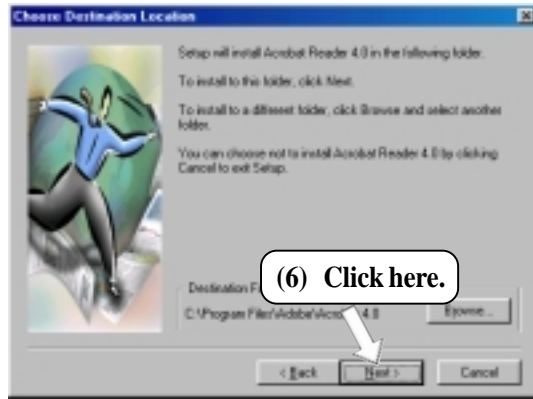 Choose Destination Location
Setup will install Acrobat Reader 4.0 in the following folder.
To install to this folder, click Next.
To install to a different folder, click Browse and select another
folder.
You can choose not to install Acrobat Reader 4.0 by clicking
Cancel to exit Setup.
(6) Click here.
Destination
C:\Program Files\Adobe\Acrobat 4.0
Browse...
< Back
Next >
Cancel